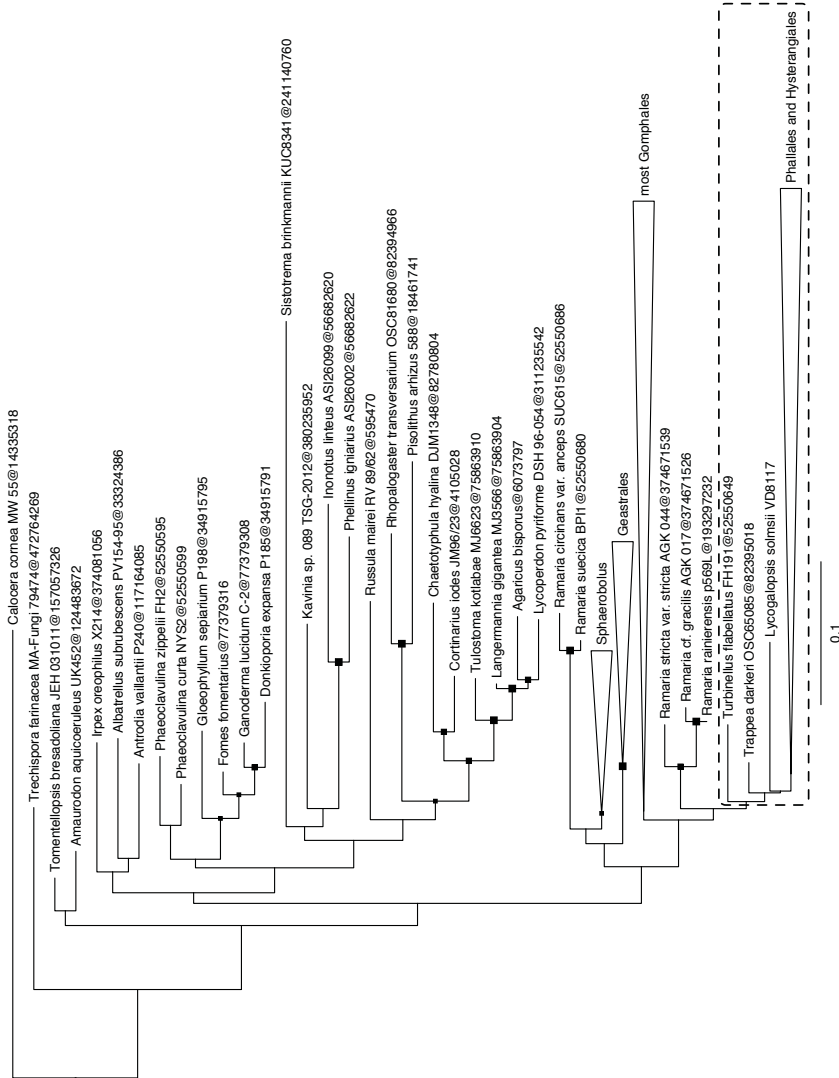 Calocera cornea MW 55@14335318
Trechispora farinacea MA-Fungi 79474@472764269
Tomentellopsis bresadoliana JEH 031011@157057326
Amaurodon aquicoeruleus UK452@124483672
Irpex oreophilus X214@374081056
Albatrellus subrubescens PV154-95@33324386
Antrodia vaillantii P240@117164085
Phaeoclavulina zippelii FH2@52550595
Phaeoclavulina curta NYS2@52550599
Gloeophyllum sepiarium P198@34915795
Fomes fomentarius@77379316
Ganoderma lucidum C-2@77379308
Donkioporia expansa P185@34915791
Sistotrema brinkmannii KUC8341@241140760
Kavinia sp. 089 TSG-2012@380235952
Inonotus linteus ASI26099@56682620
Phellinus igniarius ASI26002@56682622
Russula mairei RV 89/62@595470
Rhopalogaster transversarium OSC81680@82394966
Pisolithus arhizus 588@18461741
Chaetotyphula hyalina DJM1348@82780804
Cortinarius iodes JM96/23@4105028
Tulostoma kotlabae MJ6623@75863910
Langermannia gigantea MJ3566@75863904
Agaricus bisporus@6073797
Lycoperdon pyriforme DSH 96-054@311235542
Ramaria circinans var. anceps SUC615@52550686
Ramaria suecica BPI1@52550680
Sphaerobolus
Geastrales
most Gomphales
Ramaria stricta var. stricta AGK 044@374671539
Ramaria cf. gracilis AGK 017@374671526
Ramaria rainierensis p569L@193297232
Turbinellus flabellatus FH191@52550649
Trappea darkeri OSC65085@82395018
Lycogalopsis solmsii VD8117
Phallales and Hysterangiales
0.1